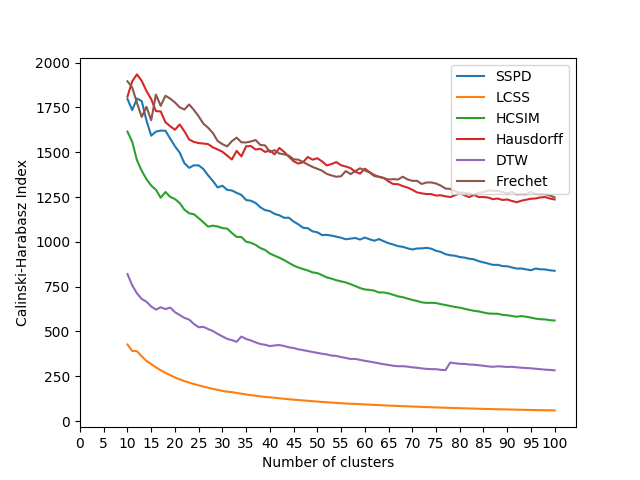 2000
1750
1500
1250
1000
750
500
250
0
Calinski-Harabasz Index
SSPD
LCSS
HCSIM
Hausdorff
DTW
Frechet
0 5 10 15 20 25 30 35 40 45 50 55 60 65 70 75 80 85 90 95 100
Number of clusters